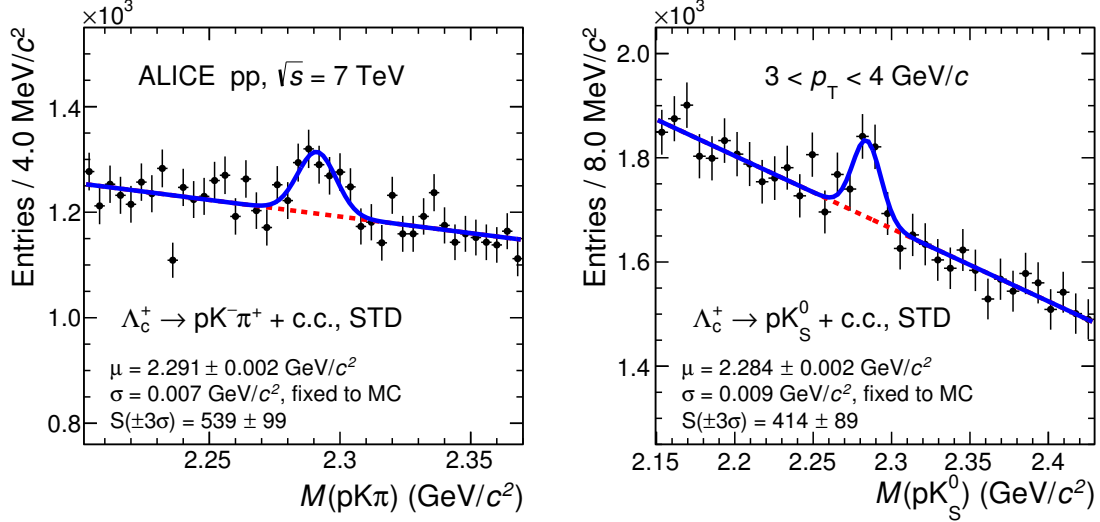 ×10³
Entries / 4.0 MeV/c²
1.4
1.2
1.0
0.8
ALICE pp, √s = 7 TeV
Λc⁺ → pK⁻π⁺ + c.c., STD
μ = 2.291 ± 0.002 GeV/c²
σ = 0.007 GeV/c², fixed to MC
S(±3σ) = 539 ± 99
2.25 2.3 2.35
M(pKπ) (GeV/c²)
×10³
Entries / 8.0 MeV/c²
2.0
1.8
1.6
1.4
3 < pT < 4 GeV/c
Λc⁺ → pK⁰S + c.c., STD
μ = 2.284 ± 0.002 GeV/c²
σ = 0.009 GeV/c², fixed to MC
S(±3σ) = 414 ± 89
2.15 2.2 2.25 2.3 2.35 2.4
M(pK⁰S) (GeV/c²)